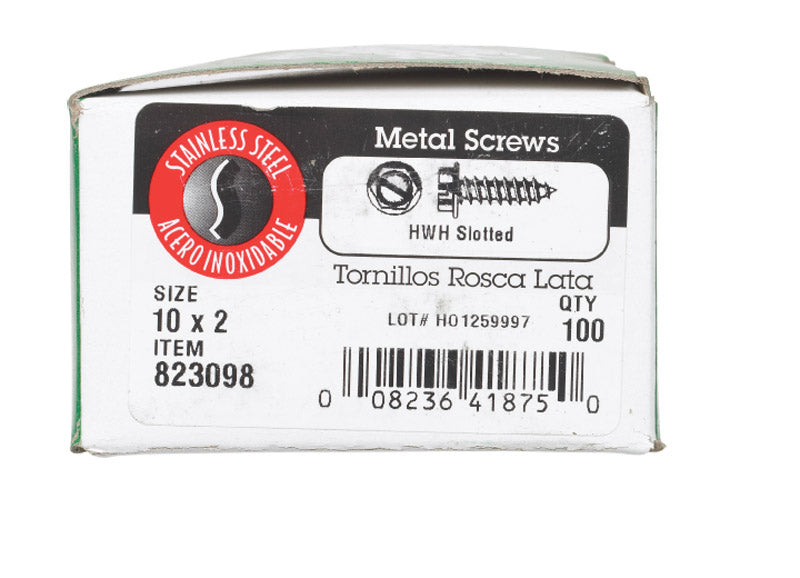 STAINLESS STEEL
ACERO INOXIDABLE
Metal Screws
HWH Slotted
Tornillos Rosca Lata
SIZE
10 x 2
ITEM
823098
LOT# H01259997
QTY
100
0 08236 41875 0